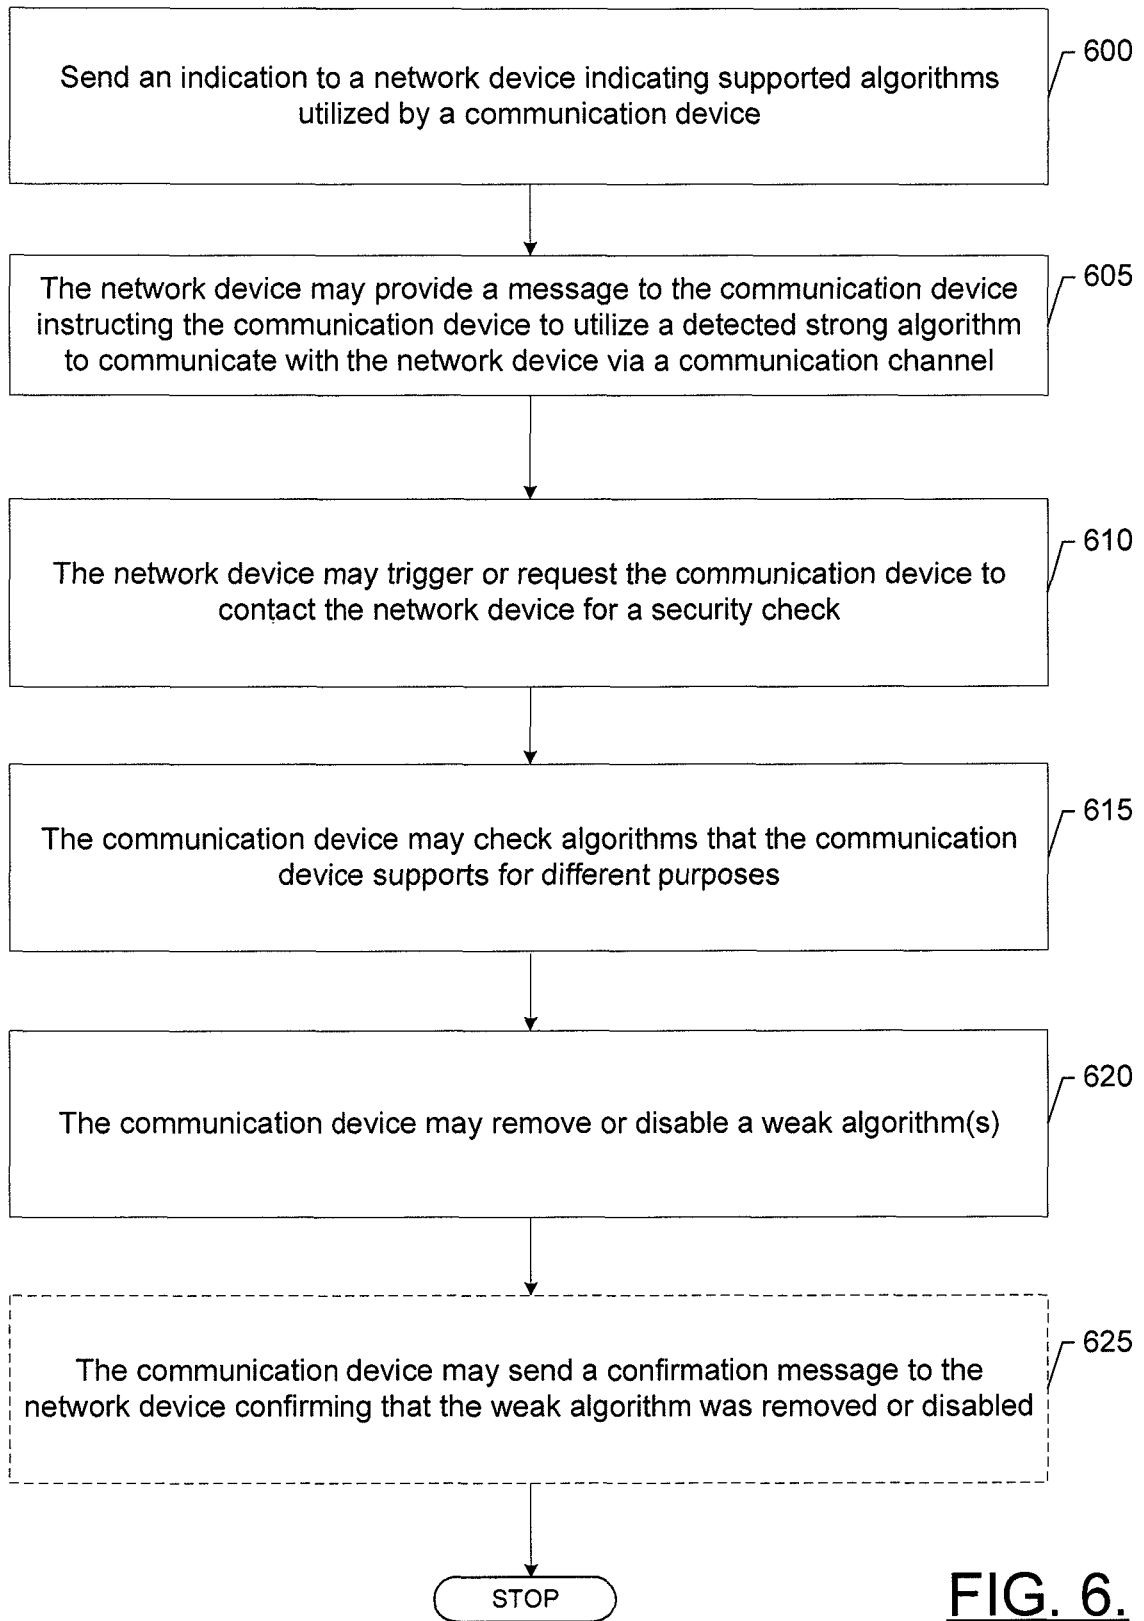 600
Send an indication to a network device indicating supported algorithms
utilized by a communication device
605
The network device may provide a message to the communication device
instructing the communication device to utilize a detected strong algorithm
to communicate with the network device via a communication channel
610
The network device may trigger or request the communication device to
contact the network device for a security check
615
The communication device may check algorithms that the communication
device supports for different purposes
620
The communication device may remove or disable a weak algorithm(s)
625
The communication device may send a confirmation message to the
network device confirming that the weak algorithm was removed or disabled
STOP
FIG. 6.